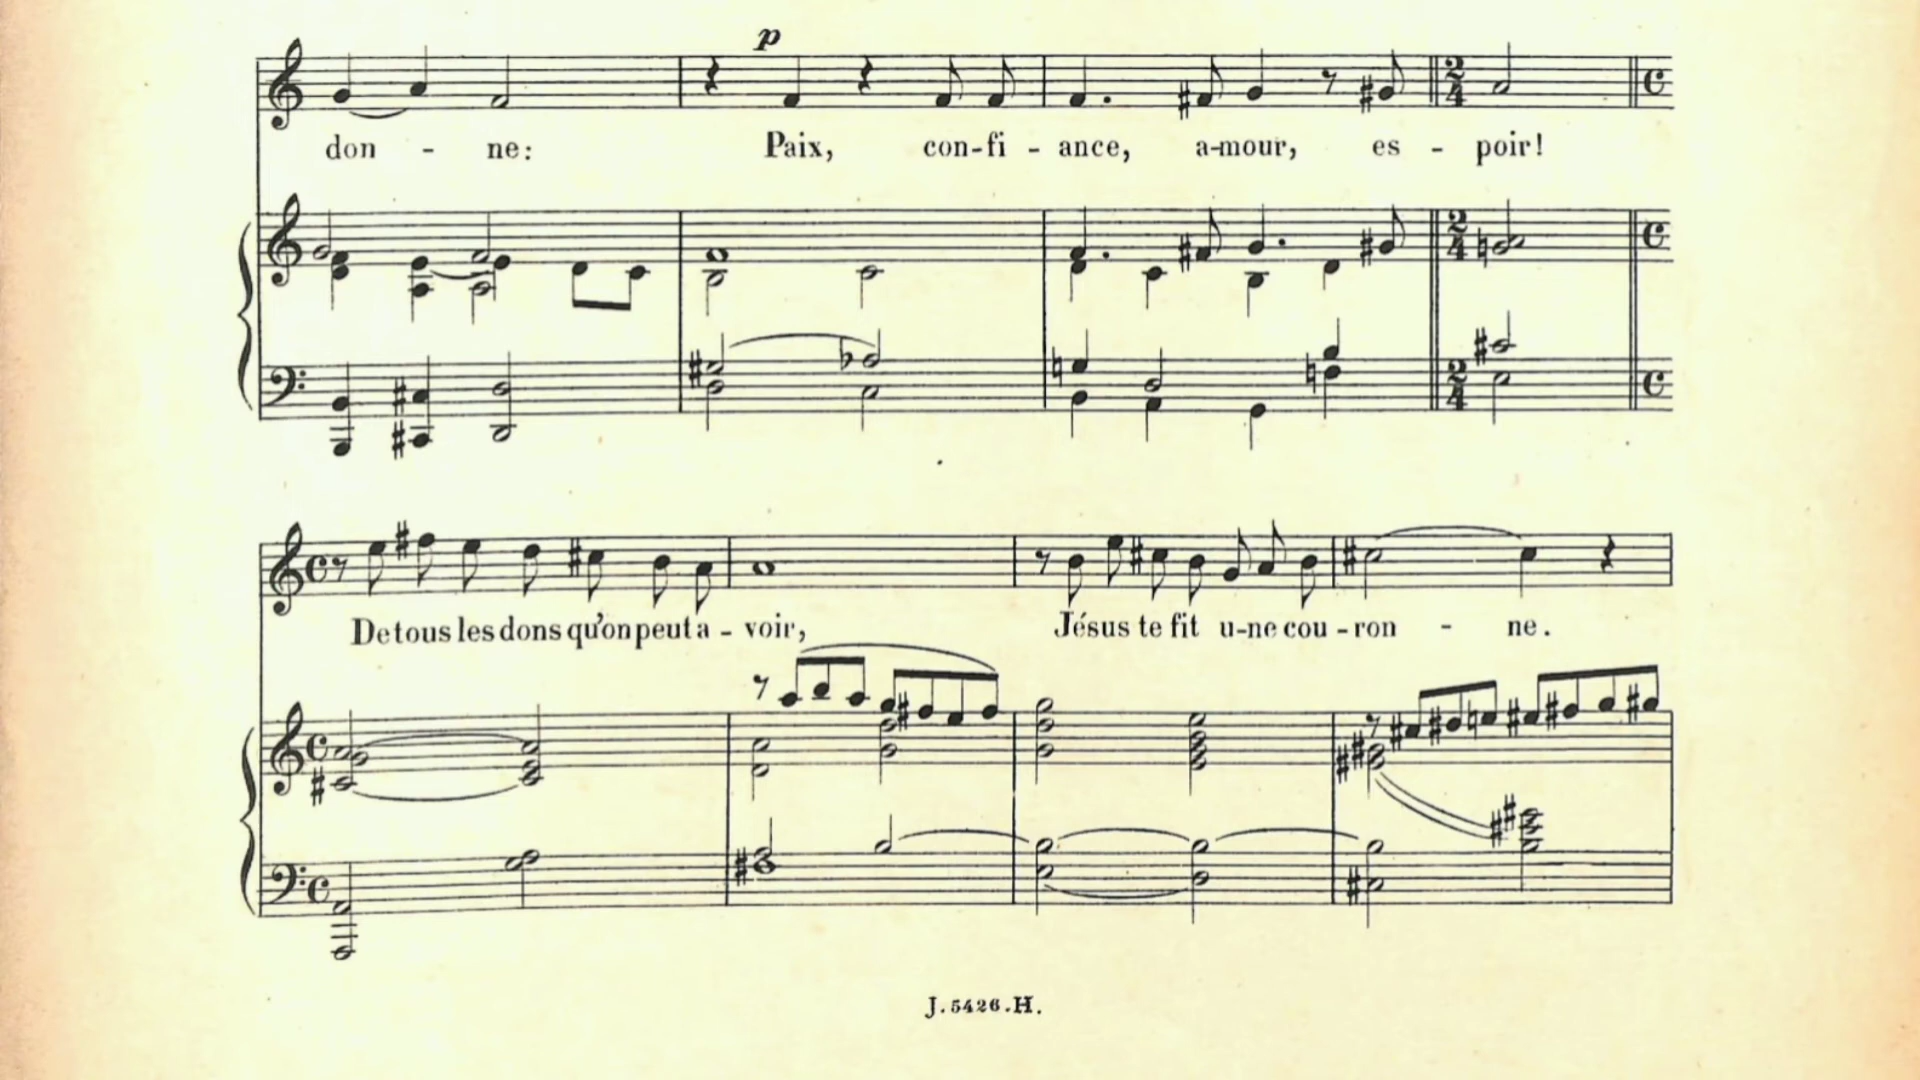 p
don - ne: Paix, con-fi-ance, a-mour, es-poir!
De tous les dons qu'on peut a-voir, Jésus te fit u-ne cou-ron - ne.
J. 5426. H.